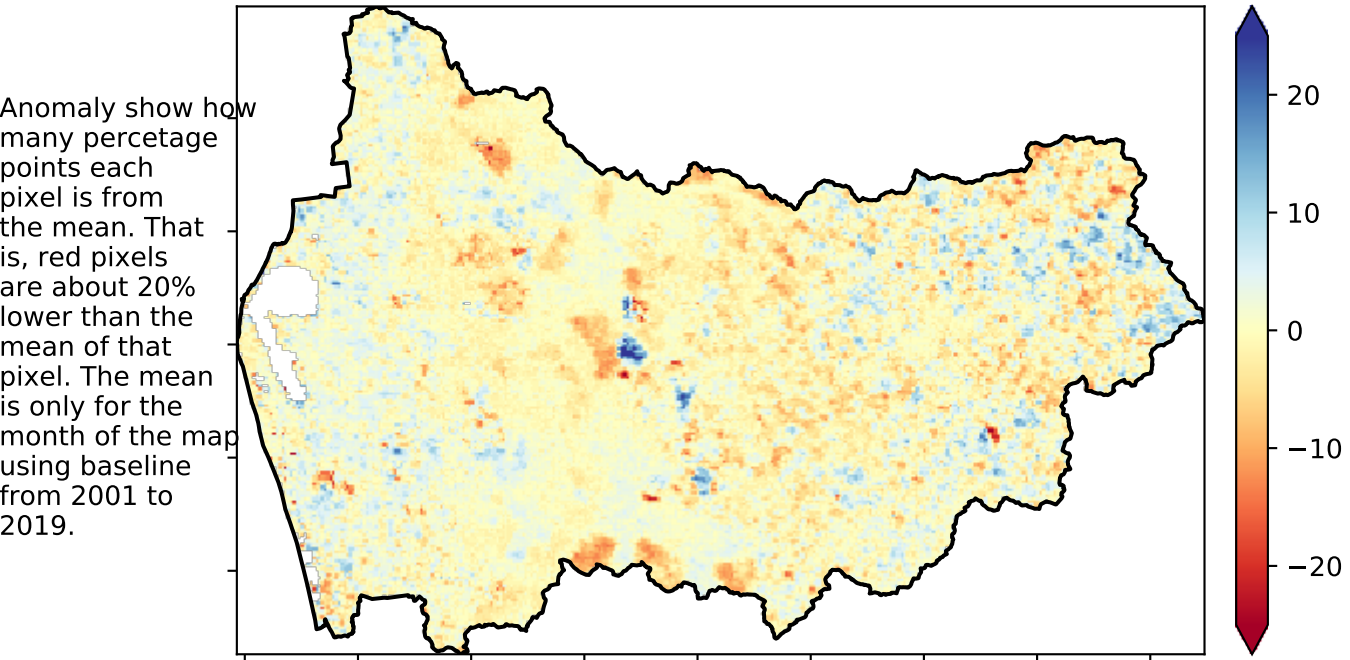 Anomaly show how
many percetage
points each
pixel is from
the mean. That
is, red pixels
are about 20%
lower than the
mean of that
pixel. The mean
is only for the
month of the map
using baseline
from 2001 to
2019.
20
10
0
−10
−20